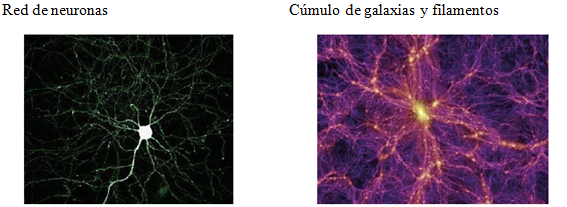 Red de neuronas
Cúmulo de galaxias y filamentos